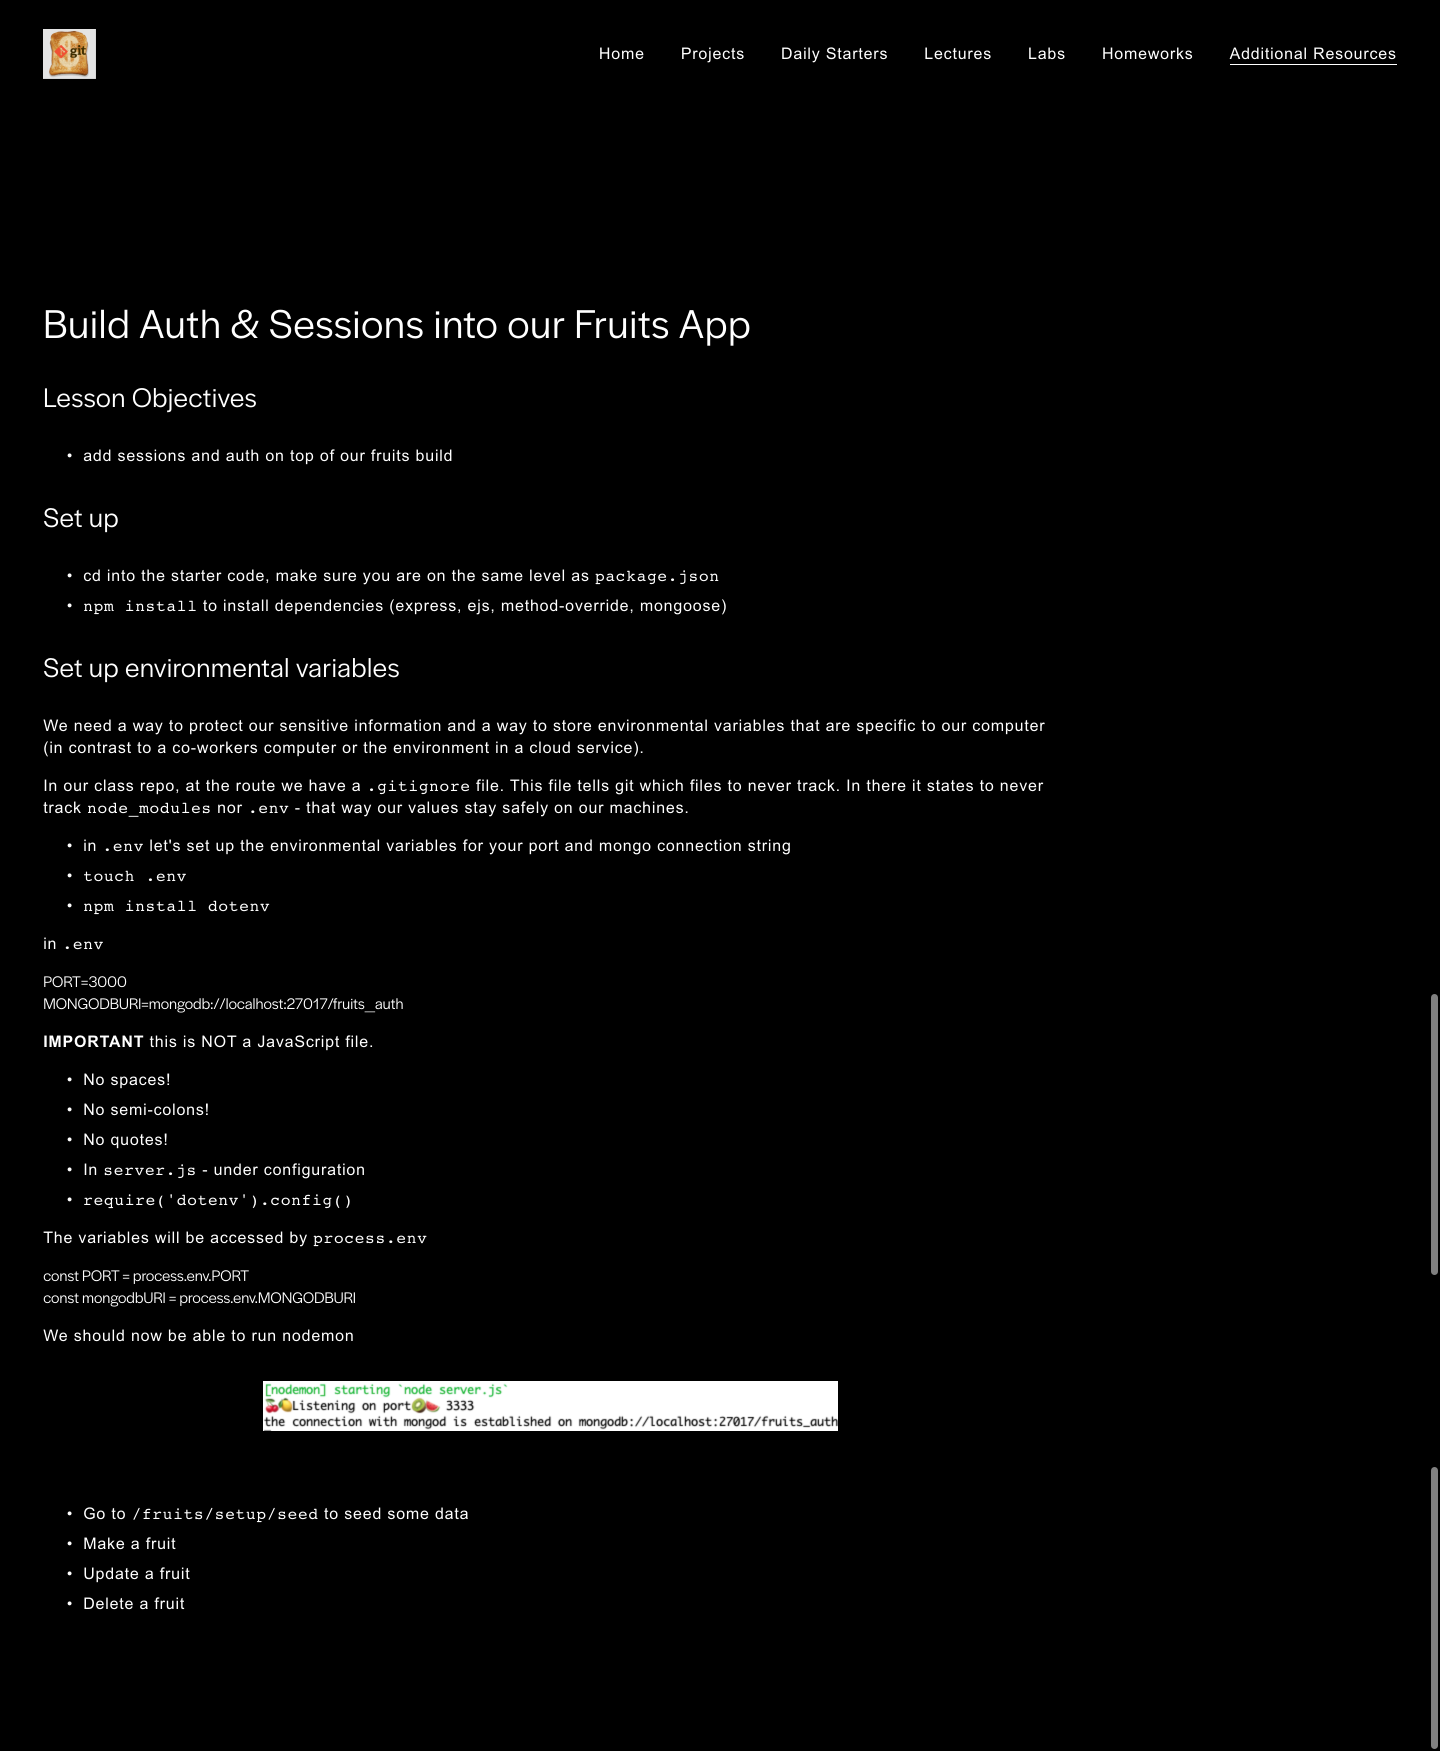 git
Home Projects Daily Starters Lectures Labs Homeworks Additional Resources
Build Auth & Sessions into our Fruits App
Lesson Objectives
• add sessions and auth on top of our fruits build
Set up
• cd into the starter code, make sure you are on the same level as package.json
• npm install to install dependencies (express, ejs, method-override, mongoose)
Set up environmental variables
We need a way to protect our sensitive information and a way to store environmental variables that are specific to our computer
(in contrast to a co-workers computer or the environment in a cloud service).
In our class repo, at the route we have a .gitignore file. This file tells git which files to never track. In there it states to never
track node_modules nor .env - that way our values stay safely on our machines.
• in .env let's set up the environmental variables for your port and mongo connection string
• touch .env
• npm install dotenv
in .env
PORT=3000
MONGODBURI=mongodb://localhost:27017/fruits_auth
IMPORTANT this is NOT a JavaScript file.
• No spaces!
• No semi-colons!
• No quotes!
• In server.js - under configuration
• require('dotenv').config()
The variables will be accessed by process.env
const PORT = process.env.PORT
const mongodbURI = process.env.MONGODBURI
We should now be able to run nodemon
[nodemon] starting `node server.js`
🍒🍋Listening on port🥝🍉 3333
the connection with mongod is established on mongodb://localhost:27017/fruits_auth
• Go to /fruits/setup/seed to seed some data
• Make a fruit
• Update a fruit
• Delete a fruit